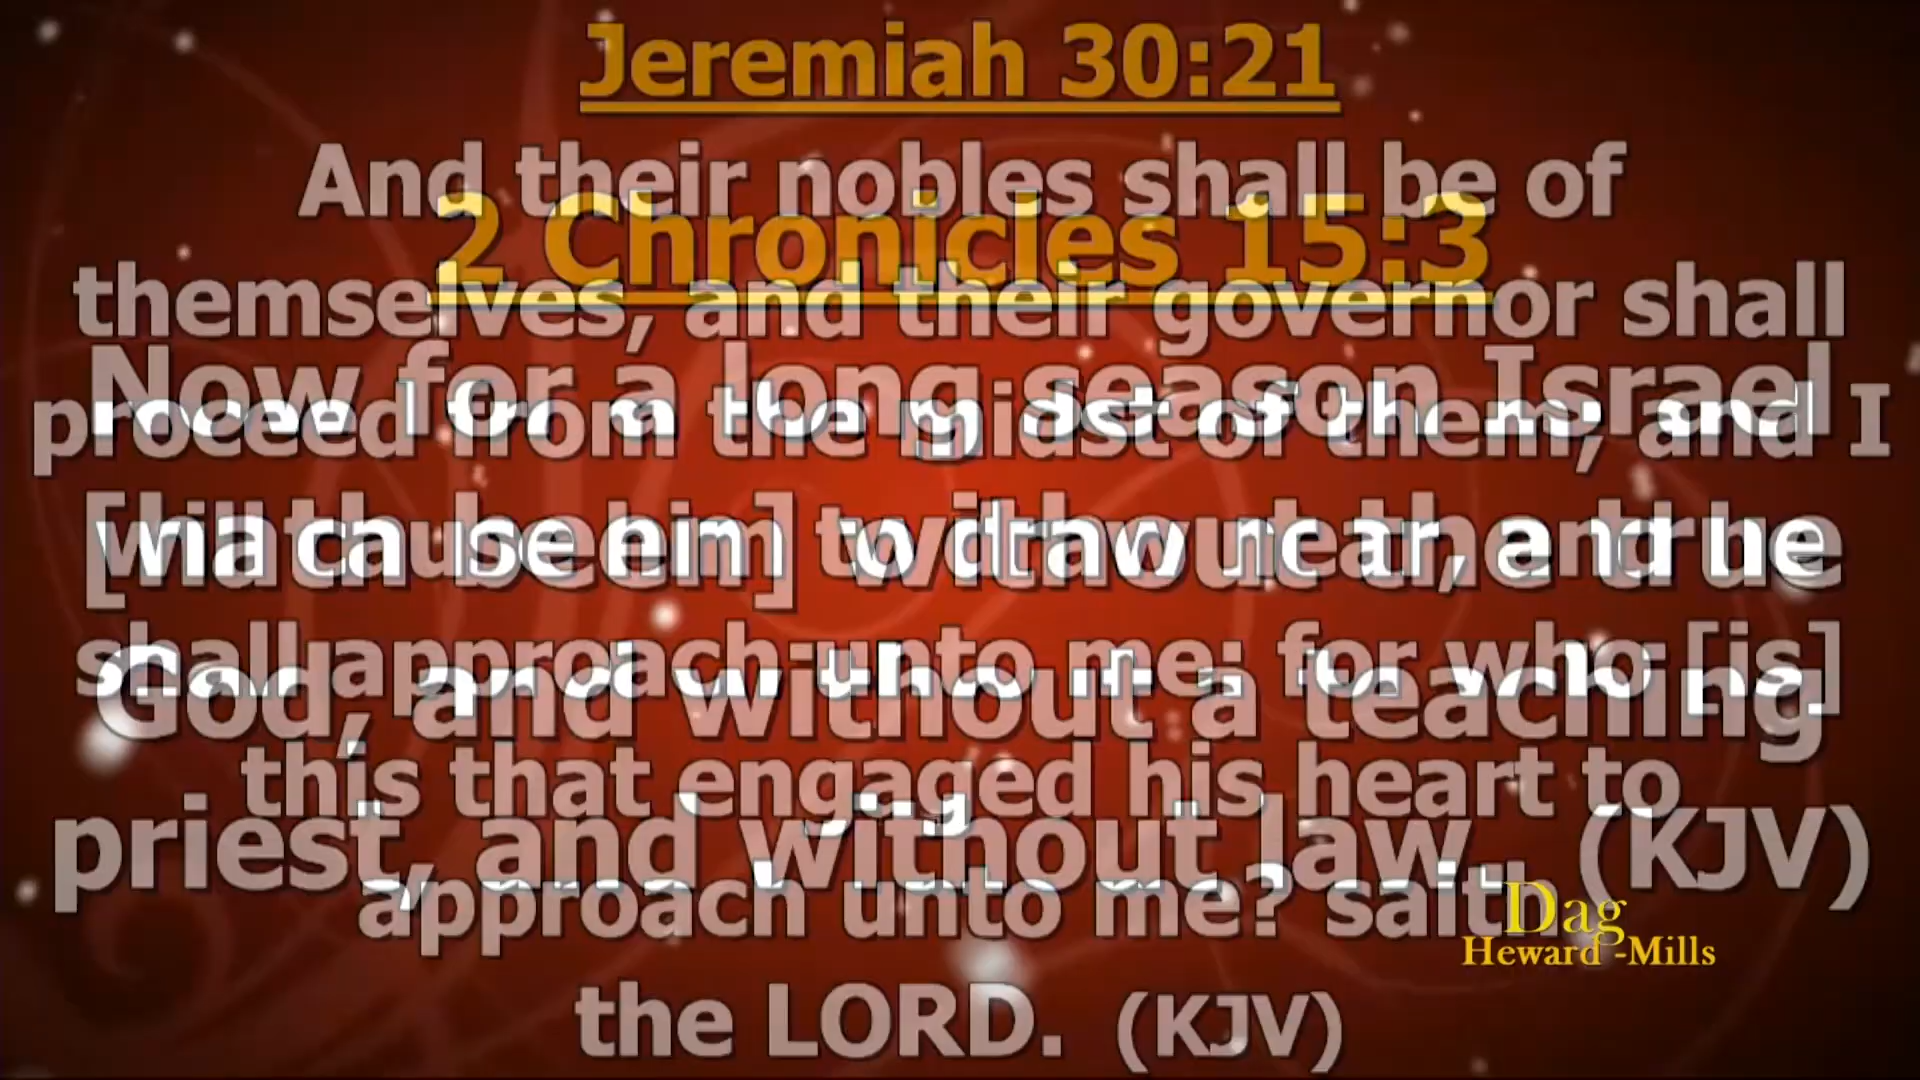 Jeremiah 30:21
And their nobles shall be of
themselves, and their governor shall
proceed from the midst of them; and I
will cause him to draw near, and he
shall approach unto me: for who [is]
this that engaged his heart to
approach unto me? saith
the LORD. (KJV)
2 Chronicles 15:3
Now for a long season Israel
[hath been] without the true
God, and without a teaching
priest, and without law. (KJV)
Dag
Heward-Mills